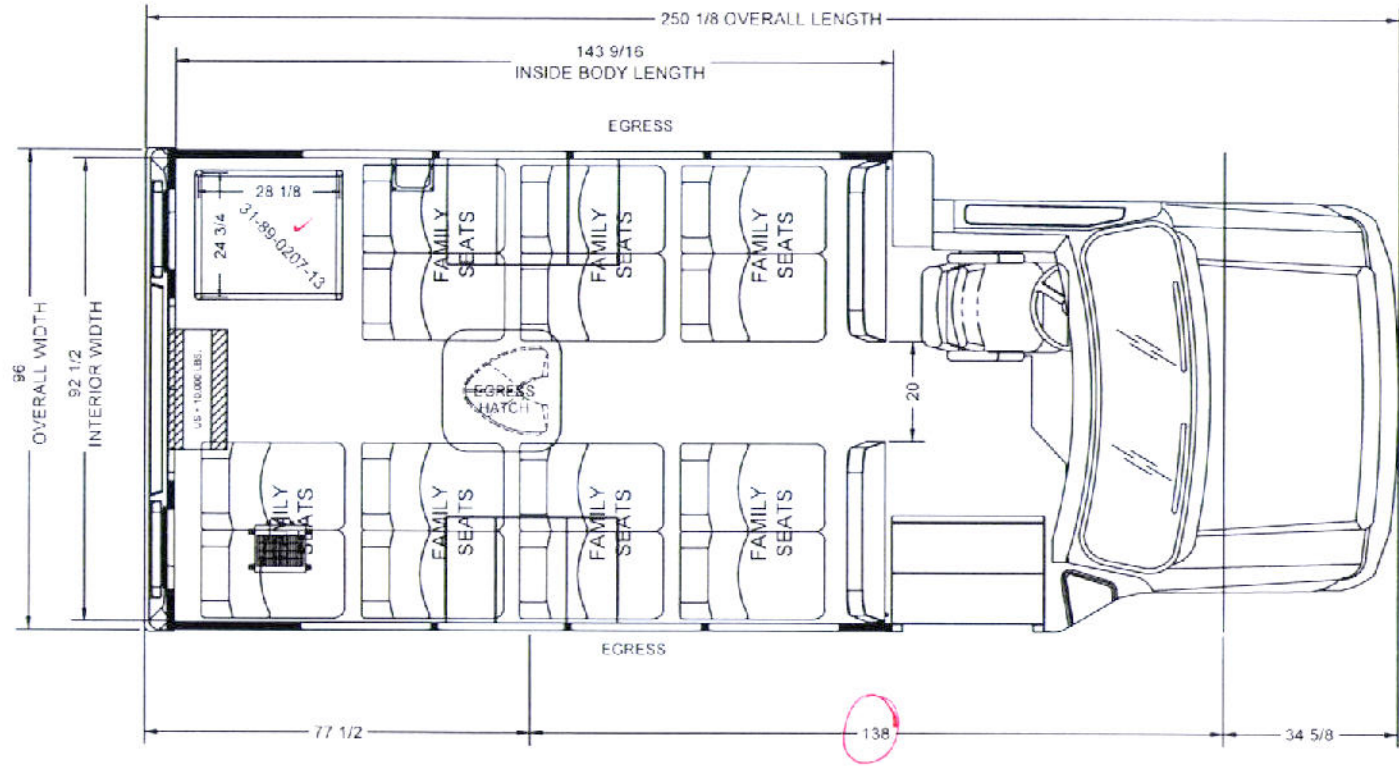 250 1/8 OVERALL LENGTH
143 9/16
INSIDE BODY LENGTH
EGRESS
96
OVERALL WIDTH
92 1/2
INTERIOR WIDTH
28 1/8
24 3/4
31-89-0207-13
FAMILY
SEATS
FAMILY
SEATS
FAMILY
SEATS
EGRESS
HATCH
20
FAMILY
SEATS
FAMILY
SEATS
FAMILY
SEATS
EGRESS
77 1/2
138
34 5/8